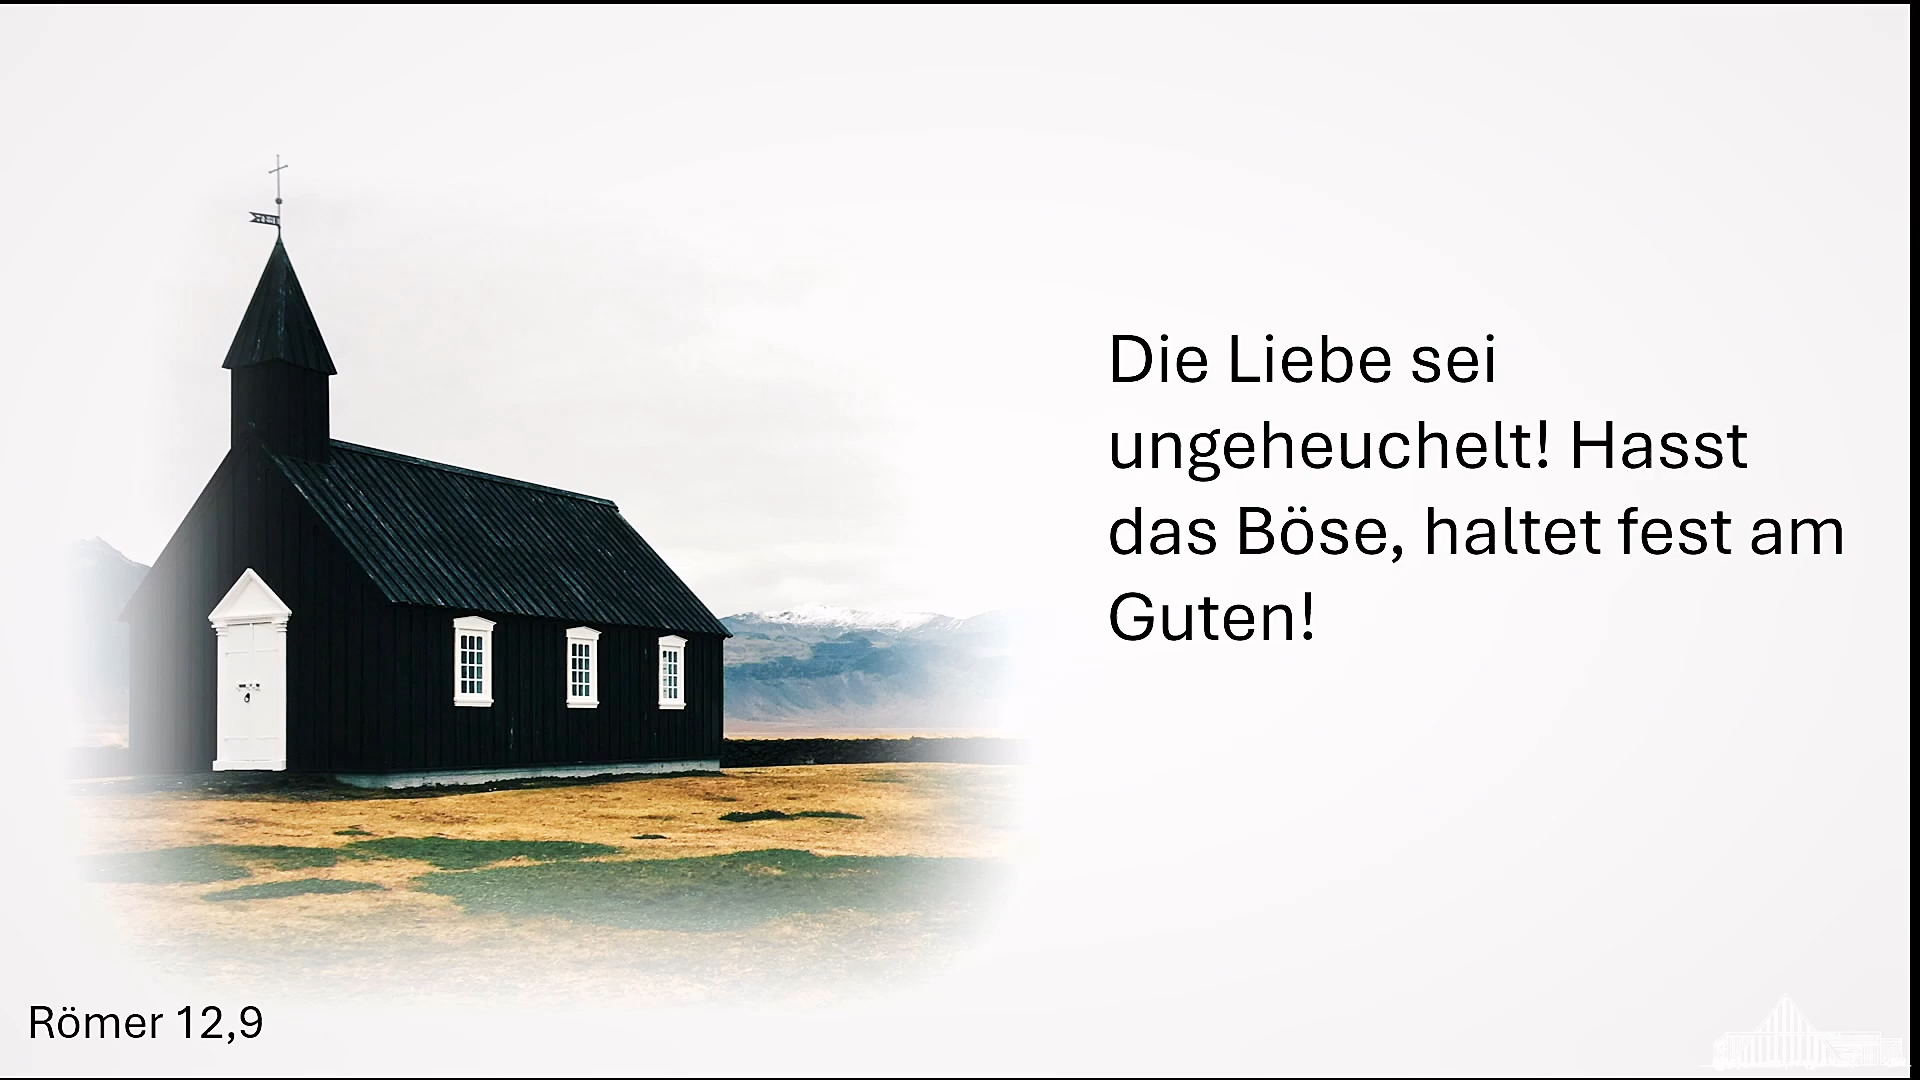 Die Liebe sei
ungeheuchelt! Hasst
das Böse, haltet fest am
Guten!
Römer 12,9